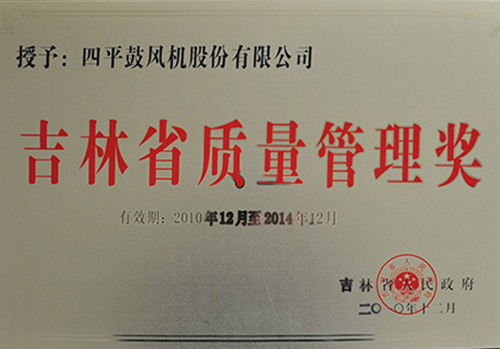 授予：四平鼓风机股份有限公司
吉林省质量管理奖
有效期：2010年12月至2014年12月
吉林省人民政府
二〇一〇年十二月